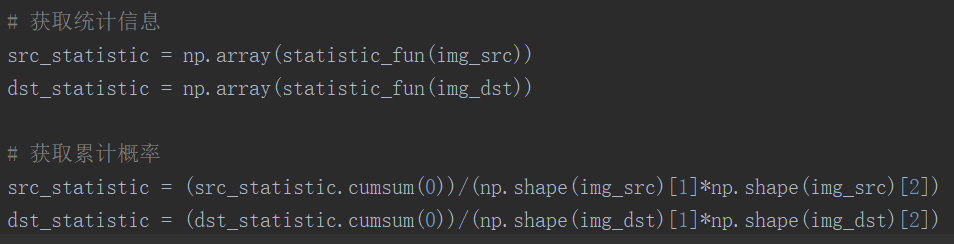 # 获取统计信息
src_statistic = np.array(statistic_fun(img_src))
dst_statistic = np.array(statistic_fun(img_dst))
# 获取累计概率
src_statistic = (src_statistic.cumsum(0))/(np.shape(img_src)[1]*np.shape(img_src)[2])
dst_statistic = (dst_statistic.cumsum(0))/(np.shape(img_dst)[1]*np.shape(img_dst)[2])